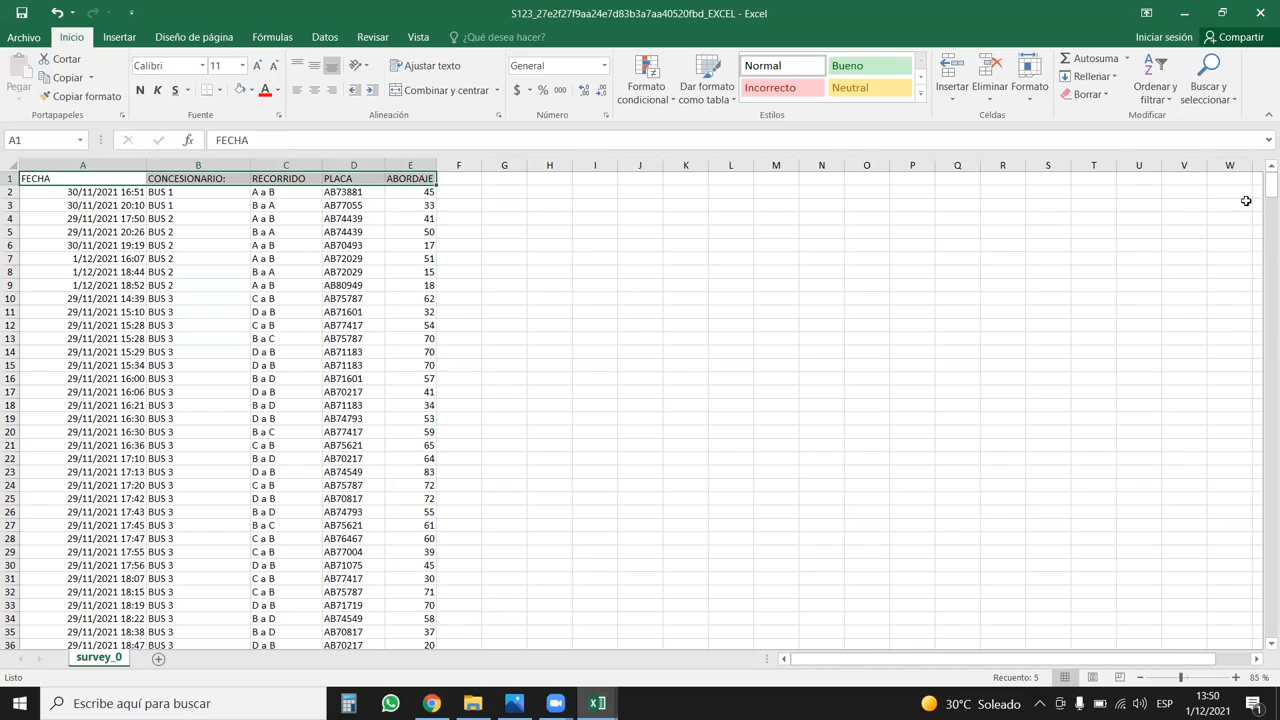 S123_27e2f27f9aa24e7d83b3a7aa40520fbd_EXCEL - Excel
Archivo Inicio Insertar Diseño de página Fórmulas Datos Revisar Vista ¿Qué desea hacer? Iniciar sesión Compartir
Pegar Cortar Copiar Copiar formato
Portapapeles
Calibri 11
N K S A
Fuente
Ajustar texto
Combinar y centrar
Alineación
General
$ % 000
Número
Formato condicional Dar formato como tabla
Normal Bueno
Incorrecto Neutral
Estilos
Insertar Eliminar Formato
Celdas
Autosuma
Rellenar
Borrar
Ordenar y filtrar Buscar y seleccionar
Modificar
A1 fx FECHA
A B C D E F G H I J K L M N O P Q R S T U V W
1 FECHA CONCESIONARIO: RECORRIDO PLACA ABORDAJE
2 30/11/2021 16:51 BUS 1 A a B AB73881 45
3 30/11/2021 20:10 BUS 1 B a A AB77055 33
4 29/11/2021 17:50 BUS 2 A a B AB74439 41
5 29/11/2021 20:26 BUS 2 B a A AB74439 50
6 30/11/2021 19:19 BUS 2 A a B AB70493 17
7 1/12/2021 16:07 BUS 2 A a B AB72029 51
8 1/12/2021 18:44 BUS 2 B a A AB72029 15
9 1/12/2021 18:52 BUS 2 A a B AB80949 18
10 29/11/2021 14:39 BUS 3 C a B AB75787 62
11 29/11/2021 15:10 BUS 3 D a B AB71601 32
12 29/11/2021 15:28 BUS 3 C a B AB77417 54
13 29/11/2021 15:28 BUS 3 B a C AB75787 70
14 29/11/2021 15:29 BUS 3 D a B AB71183 70
15 29/11/2021 15:34 BUS 3 D a B AB71183 70
16 29/11/2021 16:00 BUS 3 B a D AB71601 57
17 29/11/2021 16:06 BUS 3 D a B AB70217 41
18 29/11/2021 16:21 BUS 3 B a D AB71183 34
19 29/11/2021 16:30 BUS 3 D a B AB74793 53
20 29/11/2021 16:30 BUS 3 B a C AB77417 59
21 29/11/2021 16:36 BUS 3 C a B AB75621 65
22 29/11/2021 17:10 BUS 3 B a D AB70217 64
23 29/11/2021 17:13 BUS 3 D a B AB74549 83
24 29/11/2021 17:20 BUS 3 C a B AB75787 72
25 29/11/2021 17:42 BUS 3 D a B AB70817 72
26 29/11/2021 17:43 BUS 3 B a D AB74793 55
27 29/11/2021 17:45 BUS 3 B a C AB75621 61
28 29/11/2021 17:47 BUS 3 C a B AB76467 60
29 29/11/2021 17:55 BUS 3 C a B AB77004 39
30 29/11/2021 17:56 BUS 3 D a B AB71075 45
31 29/11/2021 18:07 BUS 3 C a B AB77417 30
32 29/11/2021 18:15 BUS 3 C a B AB75787 71
33 29/11/2021 18:19 BUS 3 D a B AB71719 70
34 29/11/2021 18:22 BUS 3 B a D AB74549 58
35 29/11/2021 18:38 BUS 3 B a D AB70817 37
36 29/11/2021 18:47 BUS 3 D a B AB70217 20
survey_0
Listo Recuento: 5 85 %
Escribe aquí para buscar 30°C Soleado ESP 13:50
1/12/2021